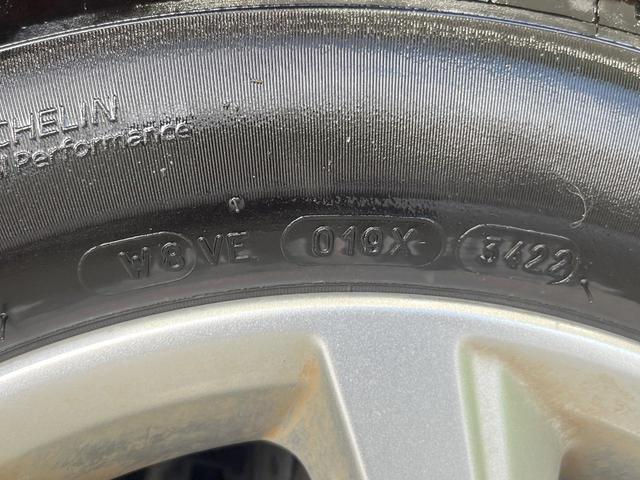 CHELIN
Performance
W8 VE 019X 3422